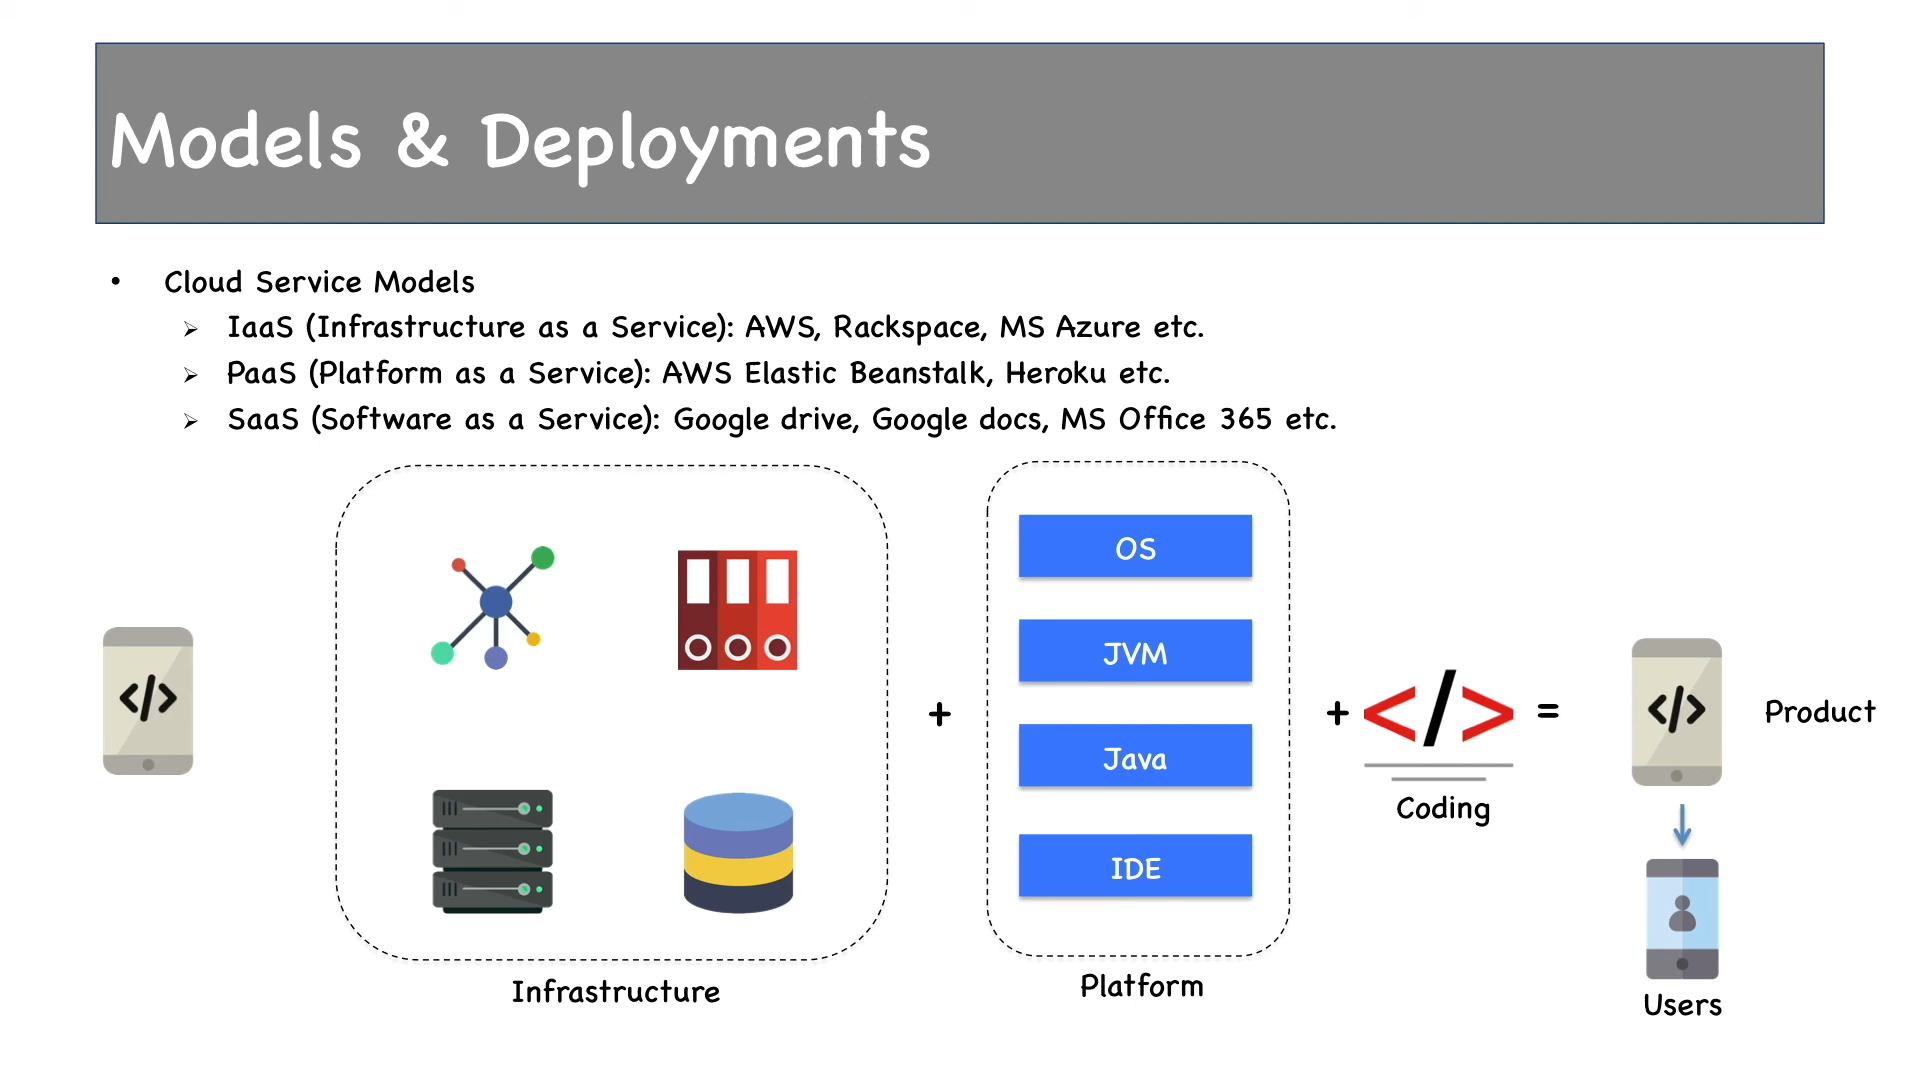 Models & Deployments
• Cloud Service Models
➢ IaaS (Infrastructure as a Service): AWS, Rackspace, MS Azure etc.
➢ PaaS (Platform as a Service): AWS Elastic Beanstalk, Heroku etc.
➢ SaaS (Software as a Service): Google drive, Google docs, MS Office 365 etc.
</>
Infrastructure
+
OS
JVM
Java
IDE
Platform
+
</>
Coding
=
</>
Product
Users